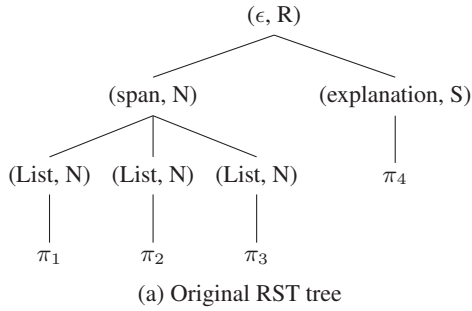 (ϵ, R)
(span, N) (explanation, S)
(List, N) (List, N) (List, N) π₄
π₁ π₂ π₃
(a) Original RST tree